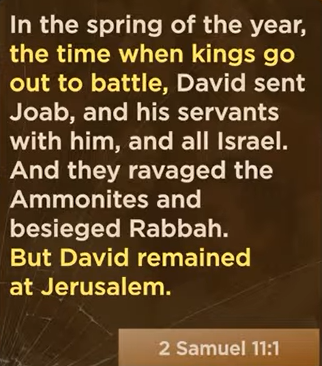 In the spring of the year,
the time when kings go
out to battle, David sent
Joab, and his servants
with him, and all Israel.
And they ravaged the
Ammonites and
besieged Rabbah.
But David remained
at Jerusalem.
2 Samuel 11:1